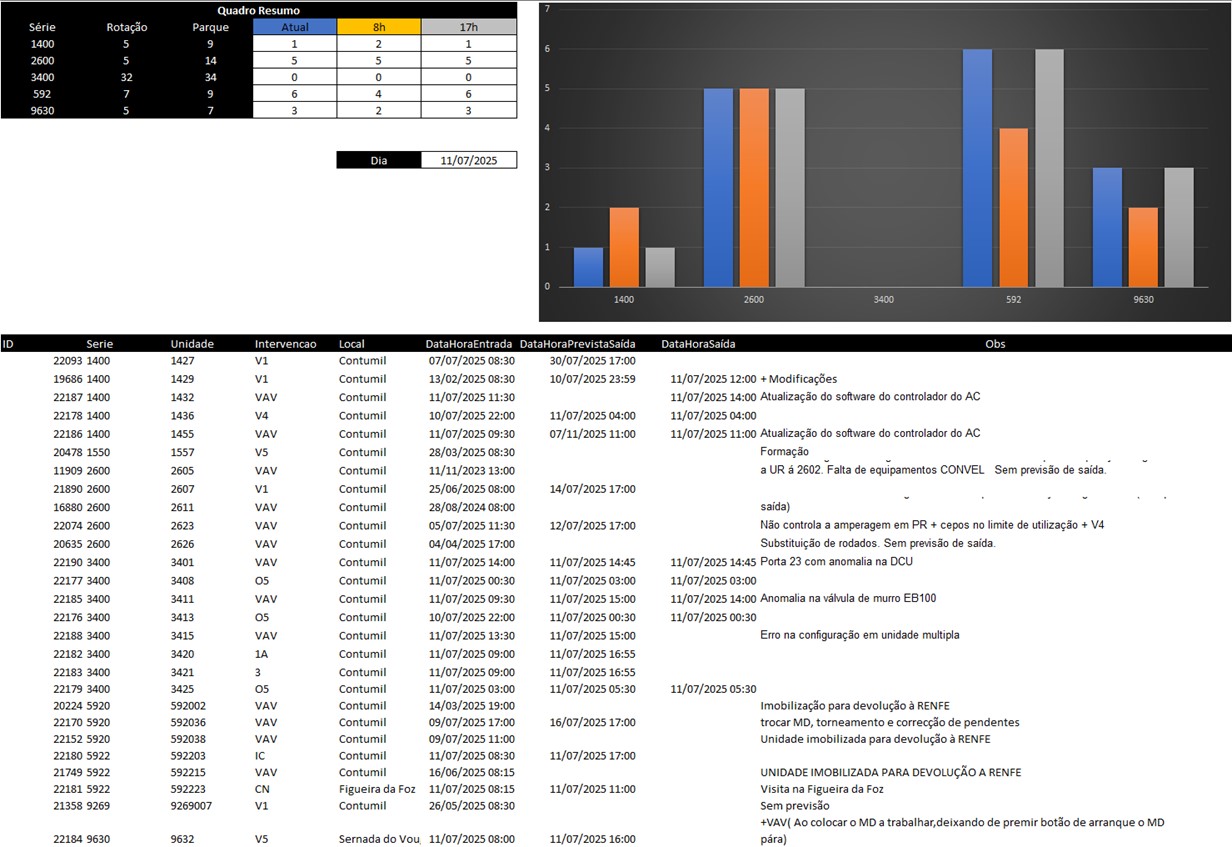 Quadro Resumo
Série Rotação Parque Atual 8h 17h
1400 5 9 1 2 1
2600 5 14 5 5 5
3400 32 34 0 0 0
592 7 9 6 4 6
9630 5 7 3 2 3
Dia 11/07/2025
7
6
5
4
3
2
1
0
1400 2600 3400 592 9630
ID Serie Unidade Intervencao Local DataHoraEntrada DataHoraPrevistaSaída DataHoraSaída Obs
22093 1400 1427 V1 Contumil 07/07/2025 08:30 30/07/2025 17:00
19686 1400 1429 V1 Contumil 13/02/2025 08:30 10/07/2025 23:59 11/07/2025 12:00 + Modificações
22187 1400 1432 VAV Contumil 11/07/2025 11:30 11/07/2025 14:00 Atualização do software do controlador do AC
22178 1400 1436 V4 Contumil 10/07/2025 22:00 11/07/2025 04:00 11/07/2025 04:00
22186 1400 1455 VAV Contumil 11/07/2025 09:30 07/11/2025 11:00 11/07/2025 11:00 Atualização do software do controlador do AC
20478 1550 1557 V5 Contumil 28/03/2025 08:30 Formação
11909 2600 2605 VAV Contumil 11/11/2023 13:00 a UR á 2602. Falta de equipamentos CONVEL Sem previsão de saída.
21890 2600 2607 V1 Contumil 25/06/2025 08:00 14/07/2025 17:00
16880 2600 2611 VAV Contumil 28/08/2024 08:00 saída)
22074 2600 2623 VAV Contumil 05/07/2025 11:30 12/07/2025 17:00 Não controla a amperagem em PR + cepos no limite de utilização + V4
20635 2600 2626 VAV Contumil 04/04/2025 17:00 Substituição de rodados. Sem previsão de saída.
22190 3400 3401 VAV Contumil 11/07/2025 14:00 11/07/2025 14:45 11/07/2025 14:45 Porta 23 com anomalia na DCU
22177 3400 3408 O5 Contumil 11/07/2025 00:30 11/07/2025 03:00 11/07/2025 03:00
22185 3400 3411 VAV Contumil 11/07/2025 09:30 11/07/2025 15:00 11/07/2025 14:00 Anomalia na válvula de murro EB100
22176 3400 3413 O5 Contumil 10/07/2025 22:00 11/07/2025 00:30 11/07/2025 00:30
22188 3400 3415 VAV Contumil 11/07/2025 13:30 11/07/2025 15:00 Erro na configuração em unidade multipla
22182 3400 3420 1A Contumil 11/07/2025 09:00 11/07/2025 16:55
22183 3400 3421 3 Contumil 11/07/2025 09:00 11/07/2025 16:55
22179 3400 3425 O5 Contumil 11/07/2025 03:00 11/07/2025 05:30 11/07/2025 05:30
20224 5920 592002 VAV Contumil 14/03/2025 19:00 Imobilização para devolução à RENFE
22170 5920 592036 VAV Contumil 09/07/2025 17:00 16/07/2025 17:00 trocar MD, torneamento e correcção de pendentes
22152 5920 592038 VAV Contumil 09/07/2025 11:00 Unidade imobilizada para devolução à RENFE
22180 5922 592203 IC Contumil 11/07/2025 08:30 11/07/2025 17:00
21749 5922 592215 VAV Contumil 16/06/2025 08:15 UNIDADE IMOBILIZADA PARA DEVOLUÇÃO A RENFE
22181 5922 592223 CN Figueira da Foz 11/07/2025 08:15 11/07/2025 11:00 Visita na Figueira da Foz
21358 9269 9269007 V1 Contumil 26/05/2025 08:30 Sem previsão
+VAV( Ao colocar o MD a trabalhar,deixando de premir botão de arranque o MD
22184 9630 9632 V5 Sernada do Vou 11/07/2025 08:00 11/07/2025 16:00 pára)